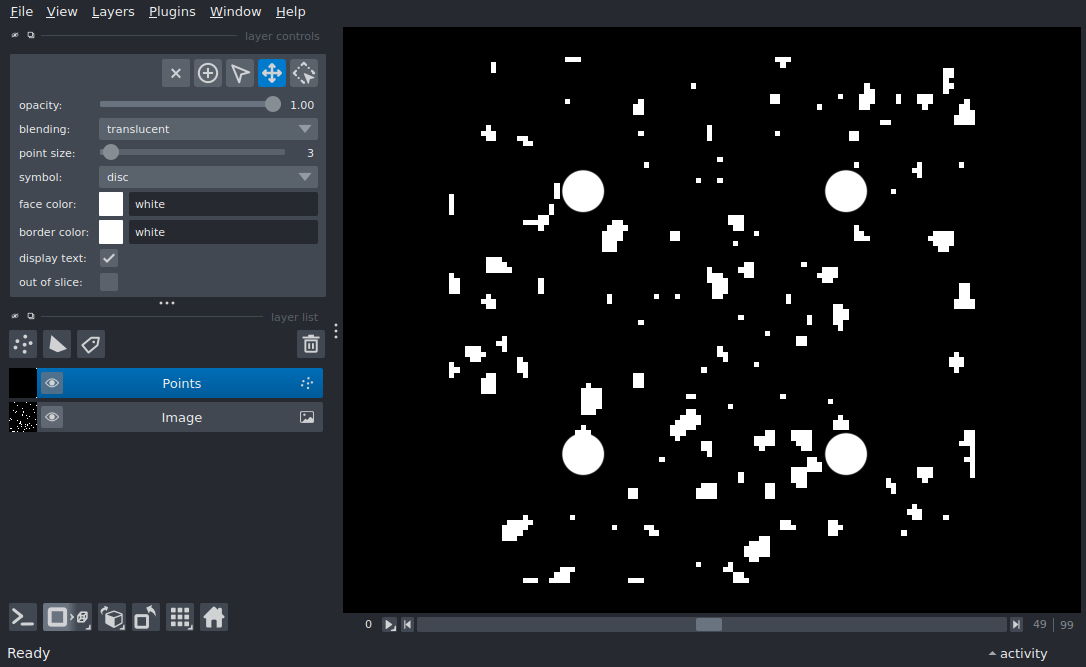 File View Layers Plugins Window Help
layer controls
opacity: 1.00
blending: translucent
point size: 3
symbol: disc
face color: white
border color: white
display text:
out of slice:
layer list
Points
Image
0 49 99
Ready activity